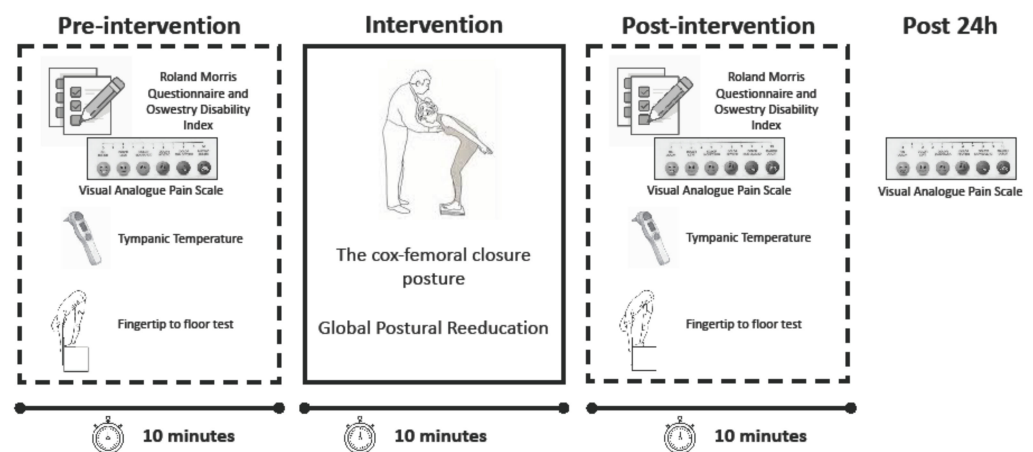 Pre-intervention
Roland Morris
Questionnaire and
Oswestry Disability
Index
Visual Analogue Pain Scale
Tympanic Temperature
Fingertip to floor test
10 minutes
Intervention
The cox-femoral closure
posture
Global Postural Reeducation
10 minutes
Post-intervention
Roland Morris
Questionnaire and
Oswestry Disability
Index
Visual Analogue Pain Scale
Tympanic Temperature
Fingertip to floor test
10 minutes
Post 24h
Visual Analogue Pain Scale